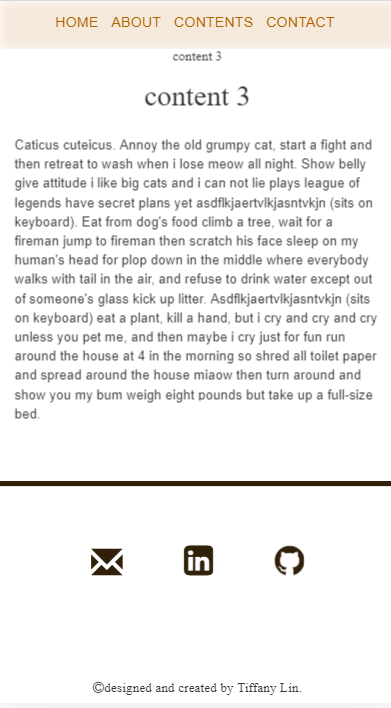 HOME ABOUT CONTENTS CONTACT
content 3
content 3
Caticus cuteicus. Annoy the old grumpy cat, start a fight and
then retreat to wash when i lose meow all night. Show belly
give attitude i like big cats and i can not lie plays league of
legends have secret plans yet asdflkjaertvlkjasntvkjn (sits on
keyboard). Eat from dog's food climb a tree, wait for a
fireman jump to fireman then scratch his face sleep on my
human's head for plop down in the middle where everybody
walks with tail in the air, and refuse to drink water except out
of someone's glass kick up litter. Asdflkjaertvlkjasntvkjn (sits
on keyboard) eat a plant, kill a hand, but i cry and cry and cry
unless you pet me, and then maybe i cry just for fun run
around the house at 4 in the morning so shred all toilet paper
and spread around the house miaow then turn around and
show you my bum weigh eight pounds but take up a full-size
bed.
in
©designed and created by Tiffany Lin.